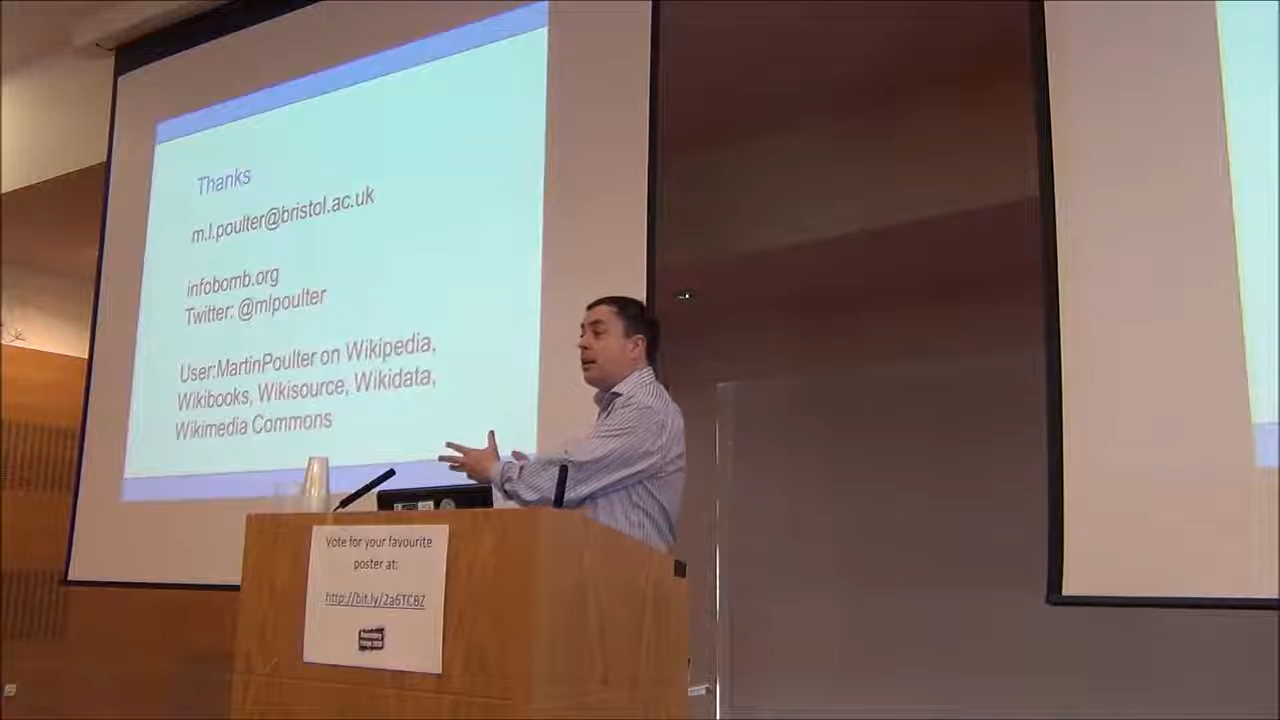 Thanks
m.l.poulter@bristol.ac.uk
infobomb.org
Twitter: @mlpoulter
User:MartinPoulter on Wikipedia,
Wikibooks, Wikisource, Wikidata,
Wikimedia Commons
Vote for your favourite
poster at:
http://bit.ly/2a6TCBZ